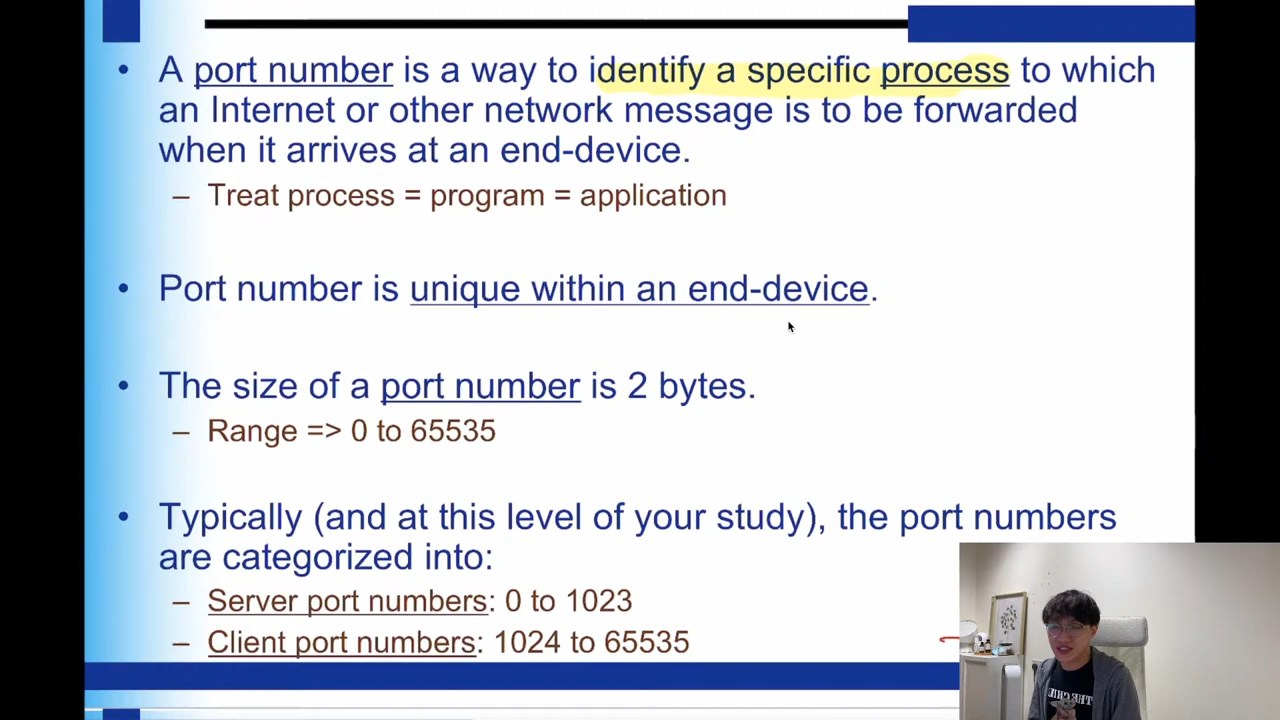 • A port number is a way to identify a specific process to which
an Internet or other network message is to be forwarded
when it arrives at an end-device.
– Treat process = program = application
• Port number is unique within an end-device.
• The size of a port number is 2 bytes.
– Range => 0 to 65535
• Typically (and at this level of your study), the port numbers
are categorized into:
– Server port numbers: 0 to 1023
– Client port numbers: 1024 to 65535